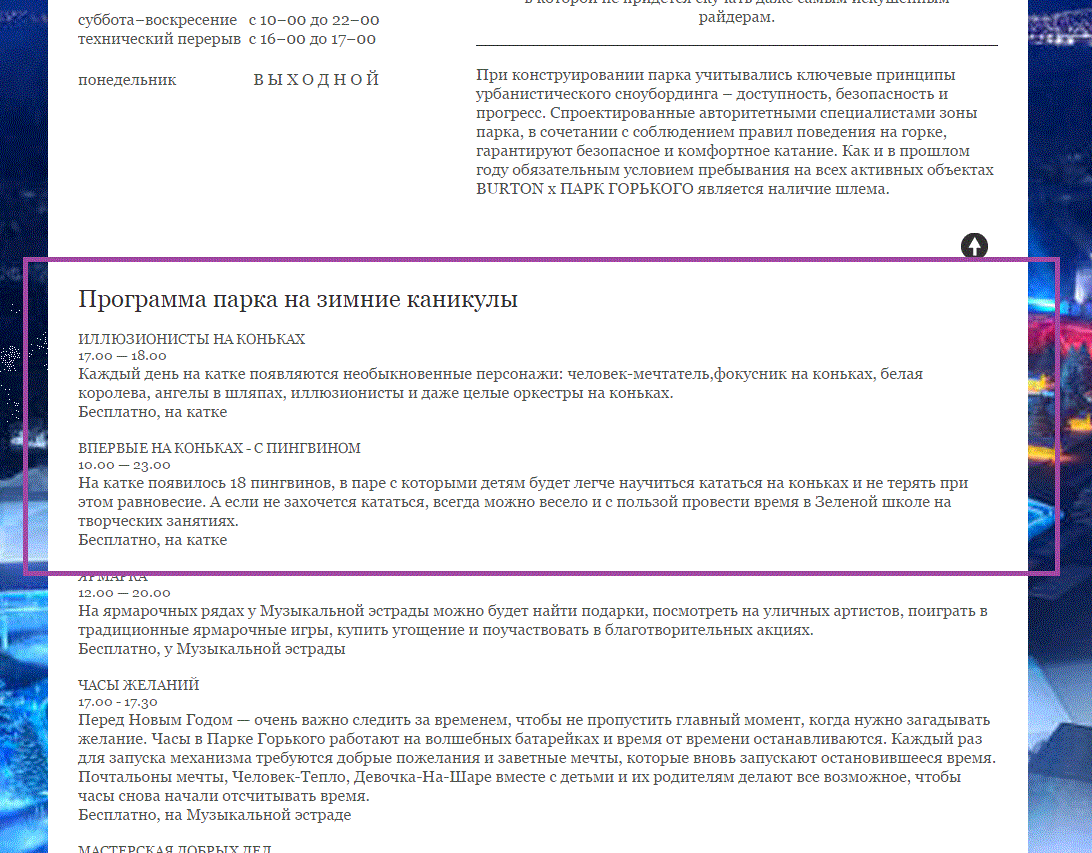 суббота–воскресение с 10–00 до 22–00
технический перерыв с 16–00 до 17–00
понедельник В Ы Х О Д Н О Й
в которой не придется скучать даже самым искушенным
райдерам.
При конструировании парка учитывались ключевые принципы
урбанистического сноубординга – доступность, безопасность и
прогресс. Спроектированные авторитетными специалистами зоны
парка, в сочетании с соблюдением правил поведения на горке,
гарантируют безопасное и комфортное катание. Как и в прошлом
году обязательным условием пребывания на всех активных объектах
BURTON x ПАРК ГОРЬКОГО является наличие шлема.
Программа парка на зимние каникулы
ИЛЛЮЗИОНИСТЫ НА КОНЬКАХ
17.00 — 18.00
Каждый день на катке появляются необыкновенные персонажи: человек-мечтатель,фокусник на коньках, белая
королева, ангелы в шляпах, иллюзионисты и даже целые оркестры на коньках.
Бесплатно, на катке
ВПЕРВЫЕ НА КОНЬКАХ - С ПИНГВИНОМ
10.00 — 23.00
На катке появилось 18 пингвинов, в паре с которыми детям будет легче научиться кататься на коньках и не терять при
этом равновесие. А если не захочется кататься, всегда можно весело и с пользой провести время в Зеленой школе на
творческих занятиях.
Бесплатно, на катке
ЯРМАРКА
12.00 — 20.00
На ярмарочных рядах у Музыкальной эстрады можно будет найти подарки, посмотреть на уличных артистов, поиграть в
традиционные ярмарочные игры, купить угощение и поучаствовать в благотворительных акциях.
Бесплатно, у Музыкальной эстрады
ЧАСЫ ЖЕЛАНИЙ
17.00 - 17.30
Перед Новым Годом — очень важно следить за временем, чтобы не пропустить главный момент, когда нужно загадывать
желание. Часы в Парке Горького работают на волшебных батарейках и время от времени останавливаются. Каждый раз
для запуска механизма требуются добрые пожелания и заветные мечты, которые вновь запускают остановившееся время.
Почтальоны мечты, Человек-Тепло, Девочка-На-Шаре вместе с детьми и их родителям делают все возможное, чтобы
часы снова начали отсчитывать время.
Бесплатно, на Музыкальной эстраде
МАСТЕРСКАЯ ДОБРЫХ ДЕЛ